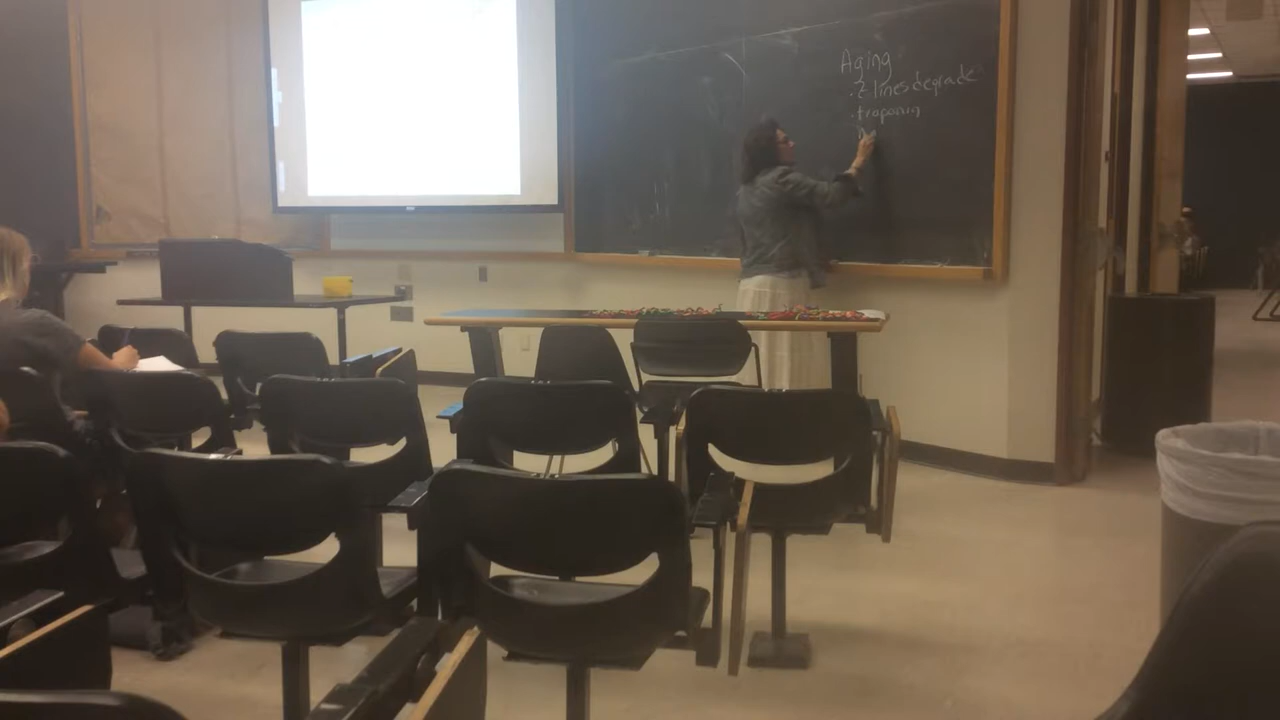 Aging
· Z lines degrade
· troponin